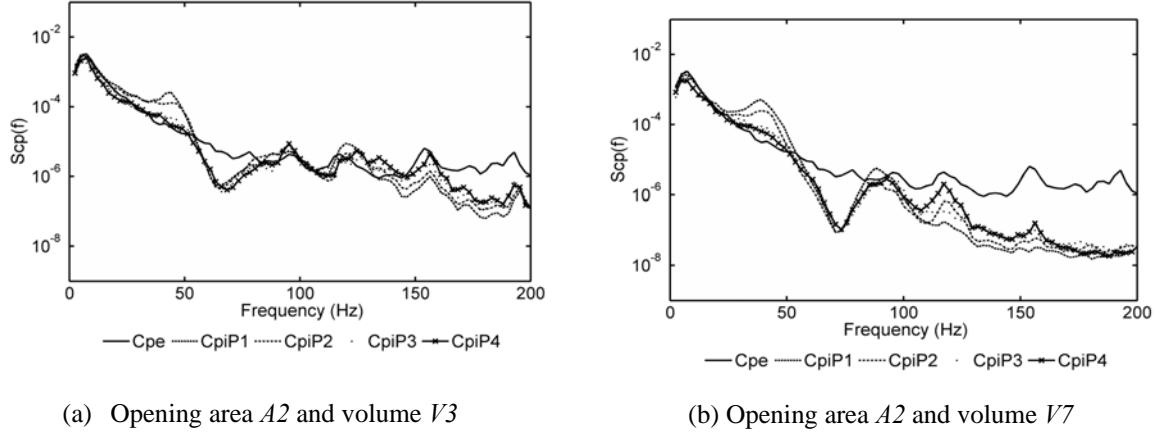 10^-2
10^-4
10^-6
10^-8
Scp(f)
0 50 100 150 200
Frequency (Hz)
Cpe CpiP1 CpiP2 CpiP3 CpiP4
(a) Opening area A2 and volume V3
10^-2
10^-4
10^-6
10^-8
Scp(f)
0 50 100 150 200
Frequency (Hz)
Cpe CpiP1 CpiP2 CpiP3 CpiP4
(b) Opening area A2 and volume V7